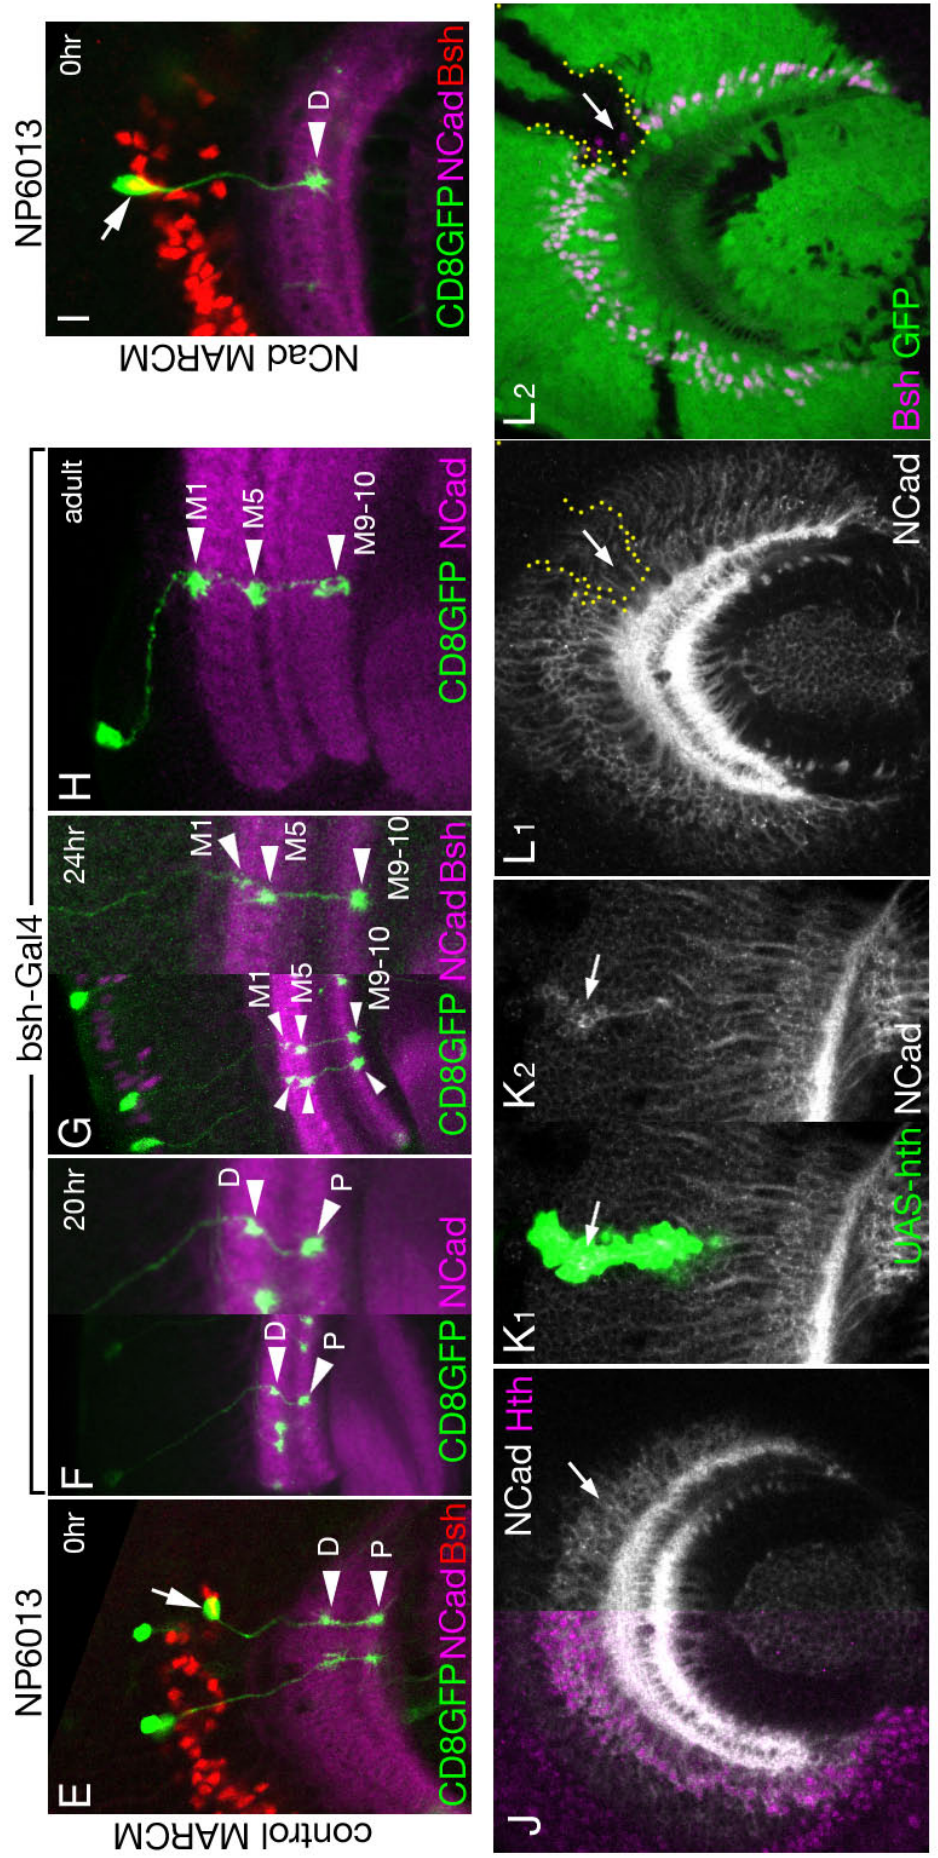 NP6013
bsh-Gal4
NP6013
control MARCM
E
0hr
D
P
CD8GFP NCad Bsh
F
20hr
D
P
D
P
CD8GFP NCad
G
24hr
M1
M5
M9-10
M1
M5
M9-10
CD8GFP NCad Bsh
H
adult
M1
M5
M9-10
CD8GFP NCad
NCad MARCM
I
0hr
D
CD8GFP NCad Bsh
J
NCad Hth
K1
K2
UAS-hth NCad
L1
NCad
L2
Bsh GFP